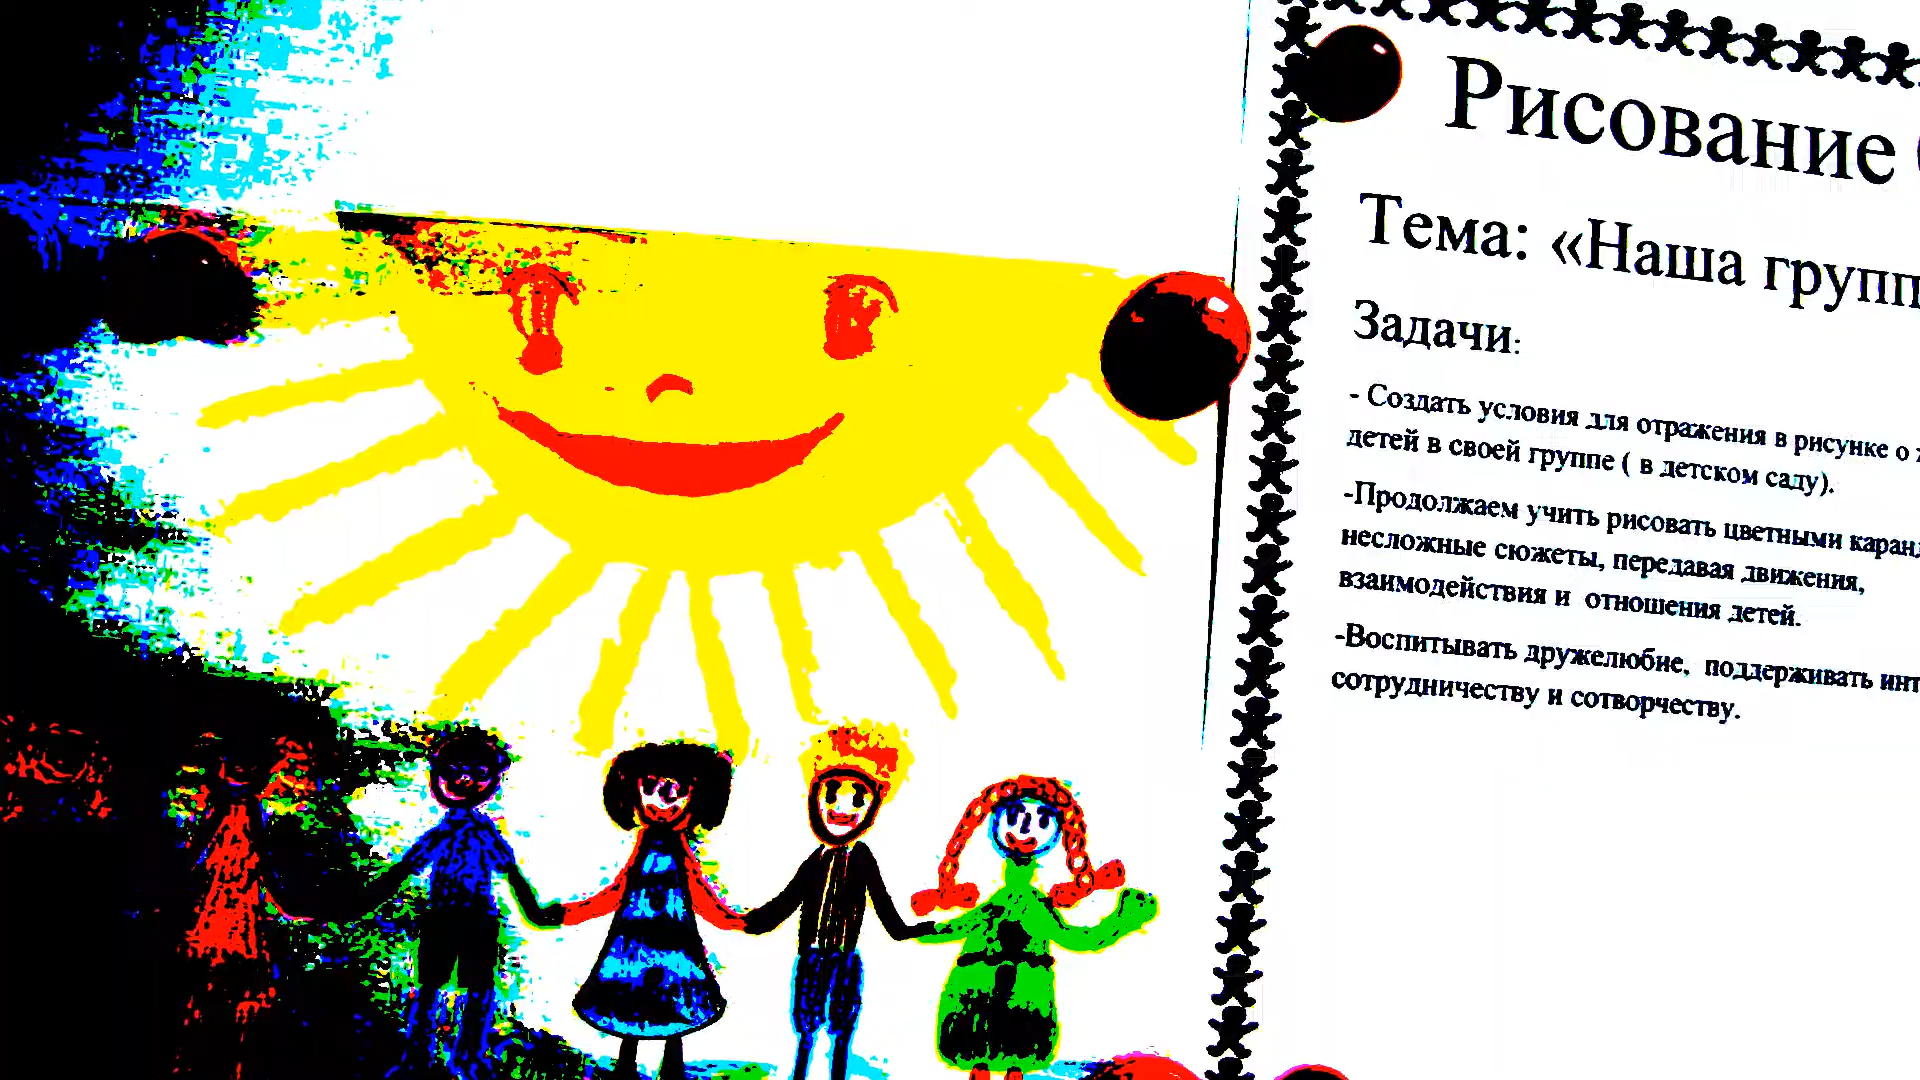 Рисование
Тема: «Наша групп
Задачи:
- Создать условия для отражения в рисунке о
детей в своей группе ( в детском саду).
-Продолжаем учить рисовать цветными каран
несложные сюжеты, передавая движения,
взаимодействия и отношения детей.
-Воспитывать дружелюбие, поддерживать инт
сотрудничеству и сотворчеству.